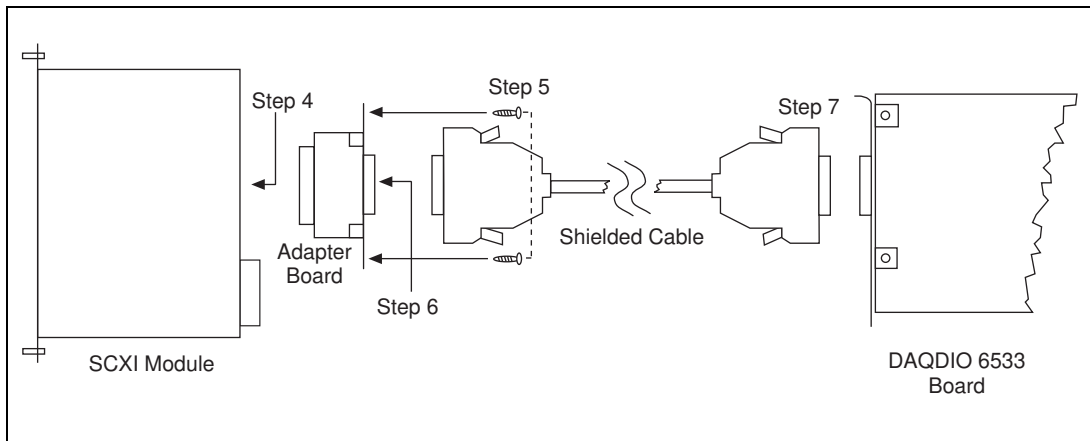 Step 4
Step 5
Step 7
Adapter
Board
Shielded Cable
Step 6
SCXI Module
DAQDIO 6533
Board